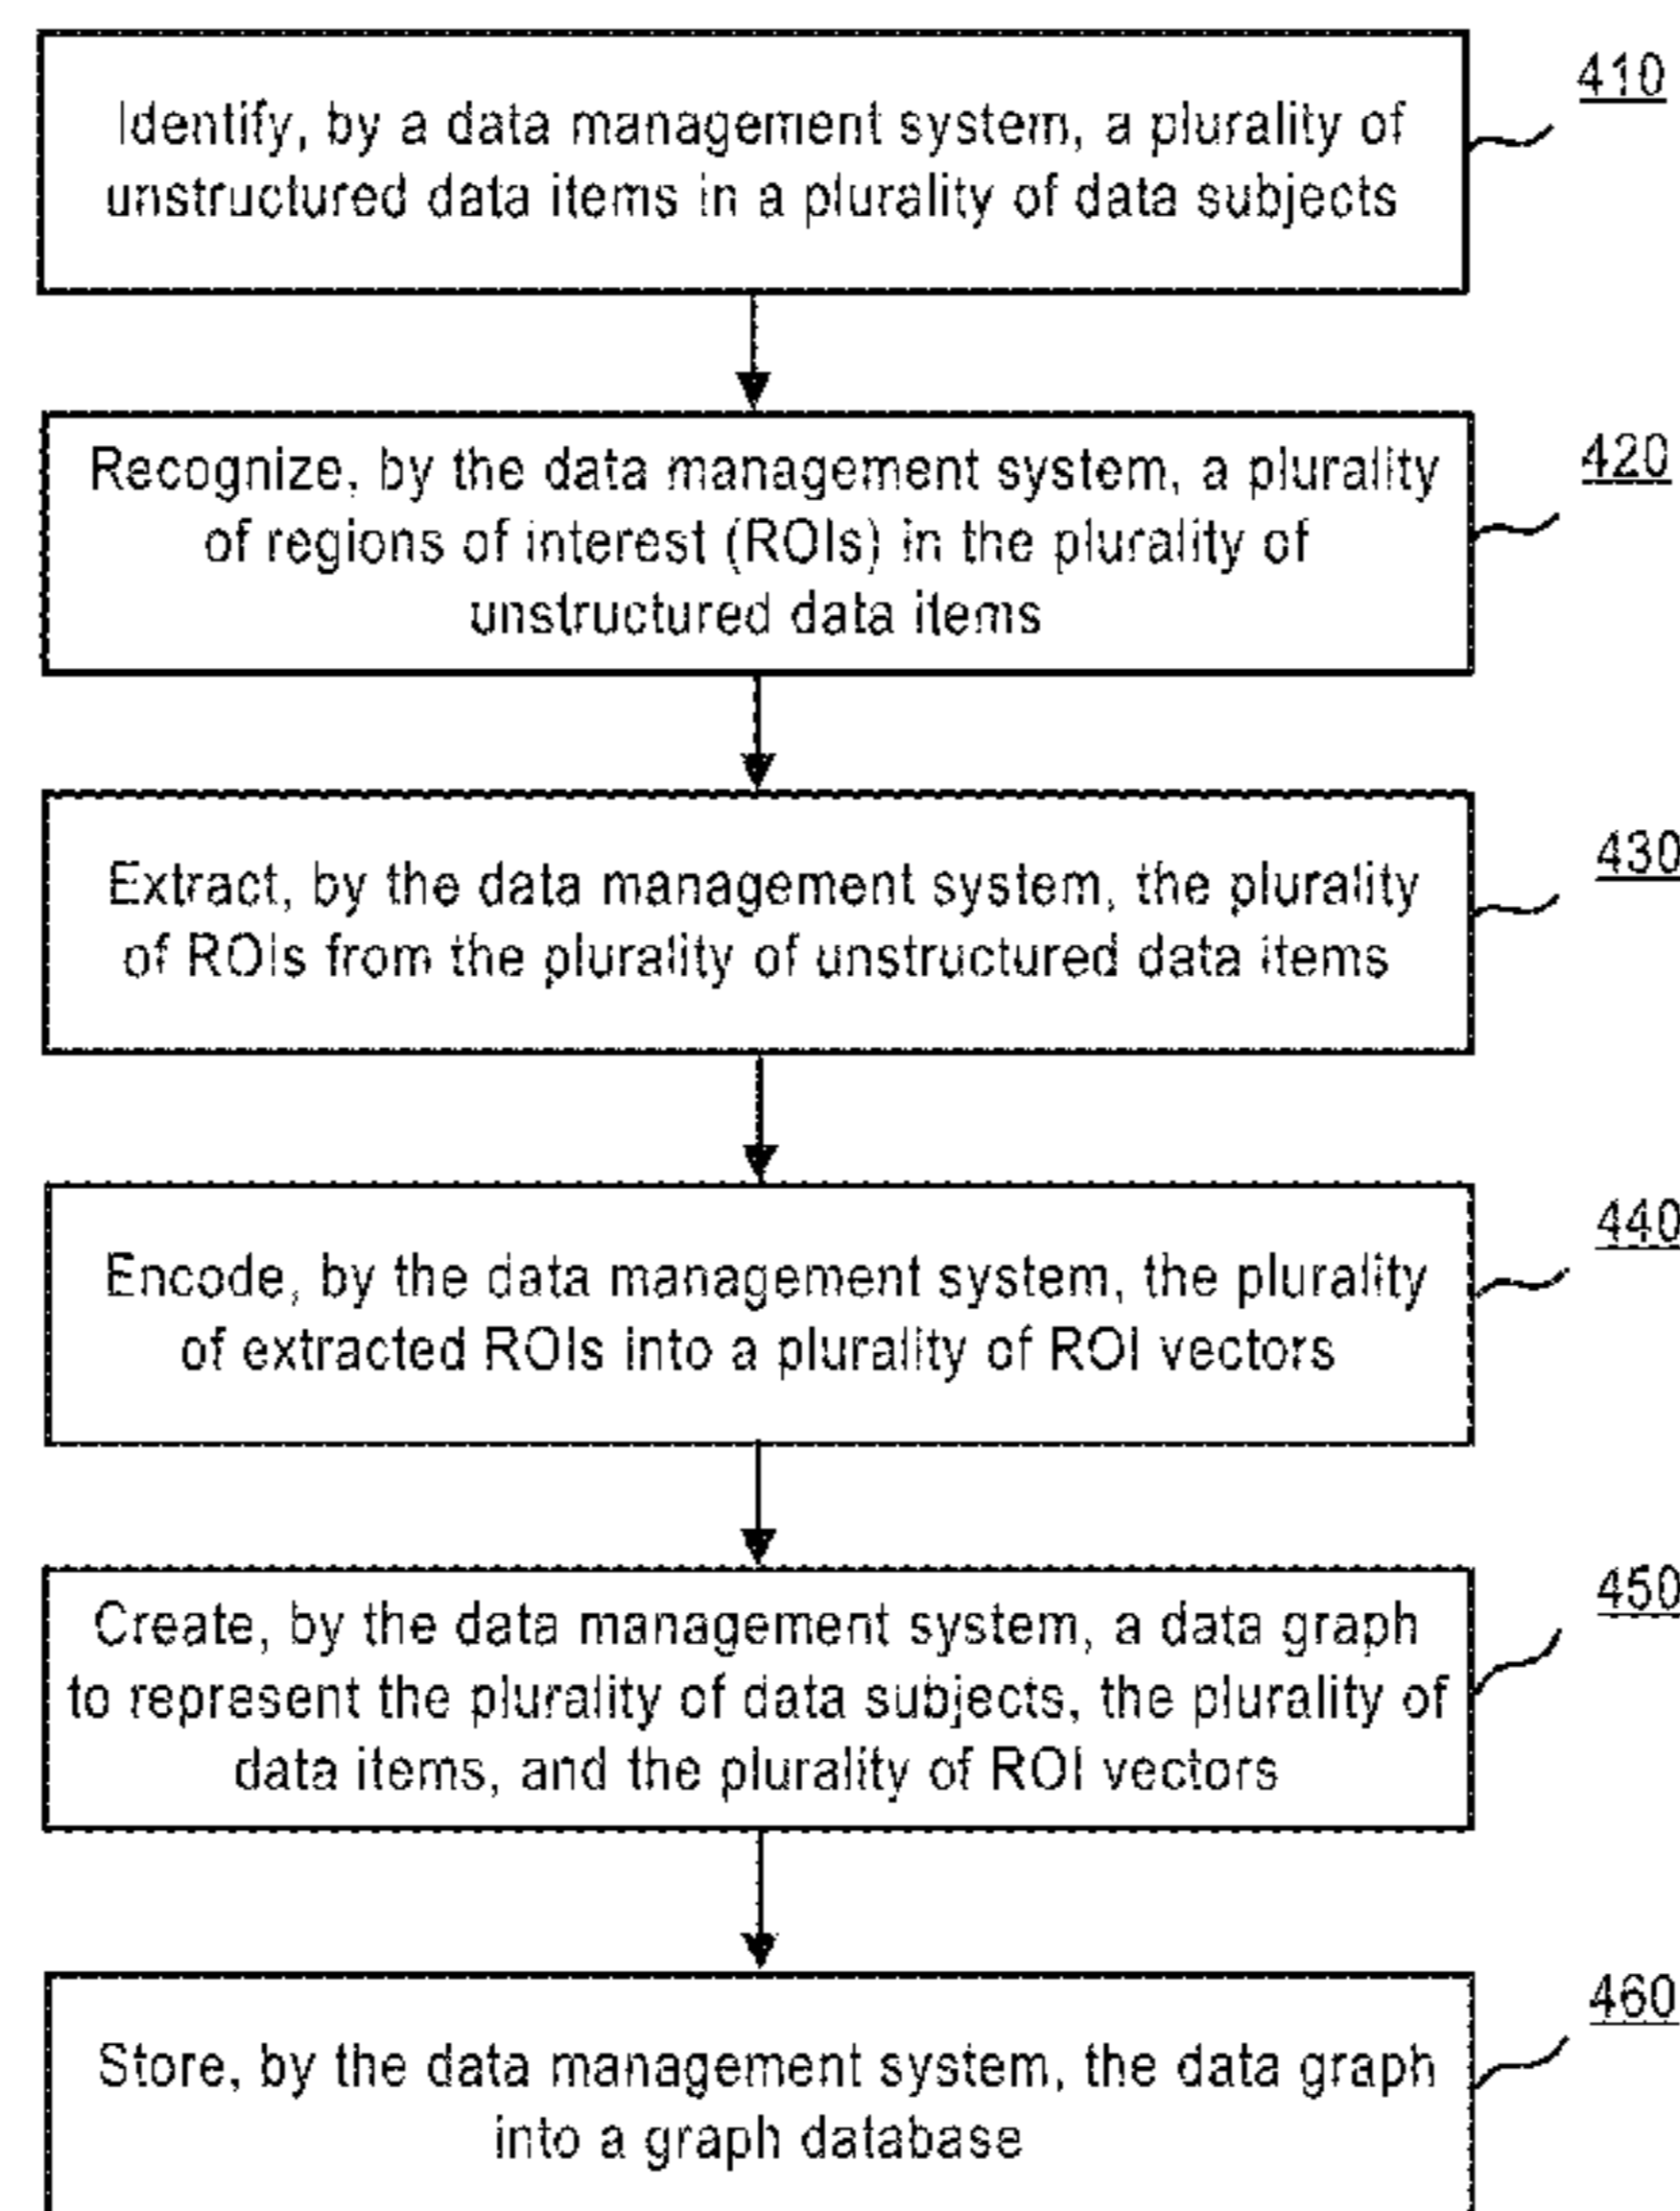 410
Identify, by a data management system, a plurality of
unstructured data items in a plurality of data subjects
420
Recognize, by the data management system, a plurality
of regions of interest (ROIs) in the plurality of
unstructured data items
430
Extract, by the data management system, the plurality
of ROIs from the plurality of unstructured data items
440
Encode, by the data management system, the plurality
of extracted ROIs into a plurality of ROI vectors
450
Create, by the data management system, a data graph
to represent the plurality of data subjects, the plurality of
data items, and the plurality of ROI vectors
460
Store, by the data management system, the data graph
into a graph database